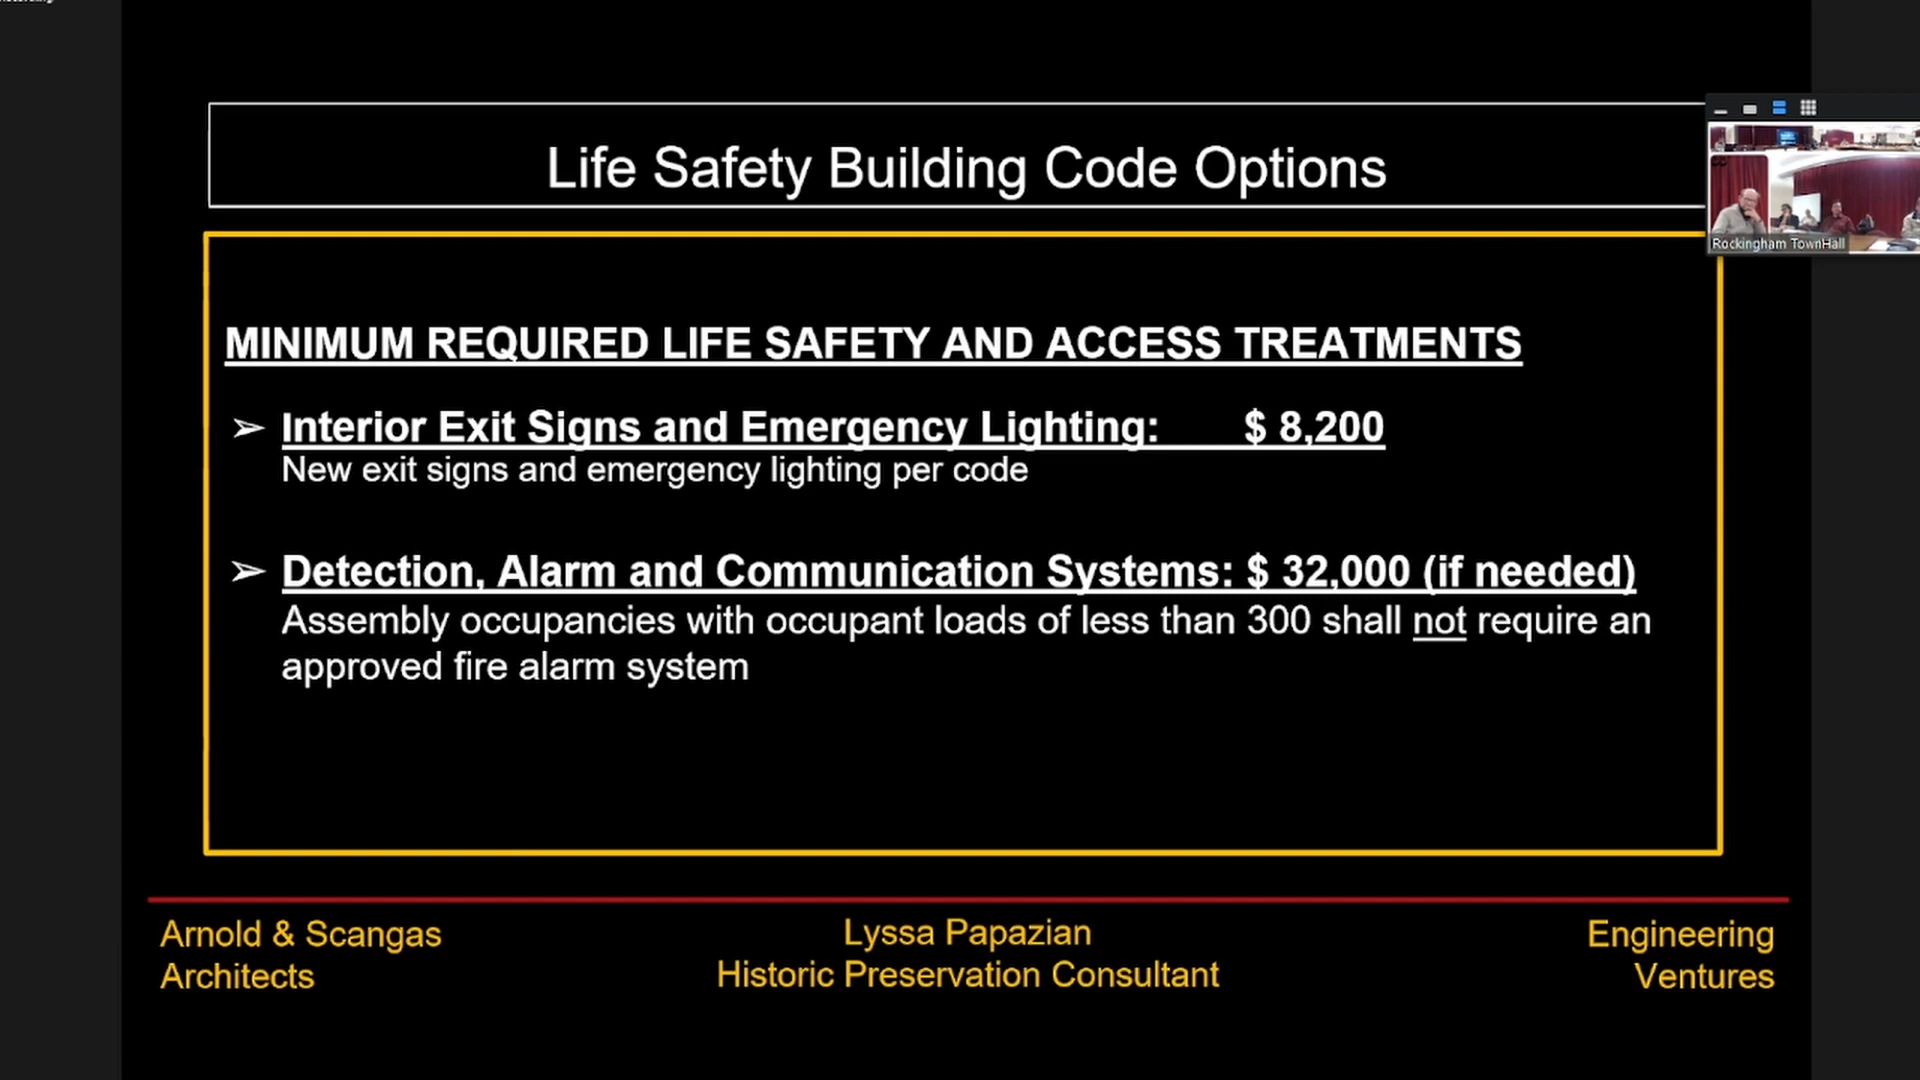 Life Safety Building Code Options
Rockingham TownHall
MINIMUM REQUIRED LIFE SAFETY AND ACCESS TREATMENTS
➢ Interior Exit Signs and Emergency Lighting: $ 8,200
New exit signs and emergency lighting per code
➢ Detection, Alarm and Communication Systems: $ 32,000 (if needed)
Assembly occupancies with occupant loads of less than 300 shall not require an
approved fire alarm system
Arnold & Scangas
Architects
Lyssa Papazian
Historic Preservation Consultant
Engineering
Ventures